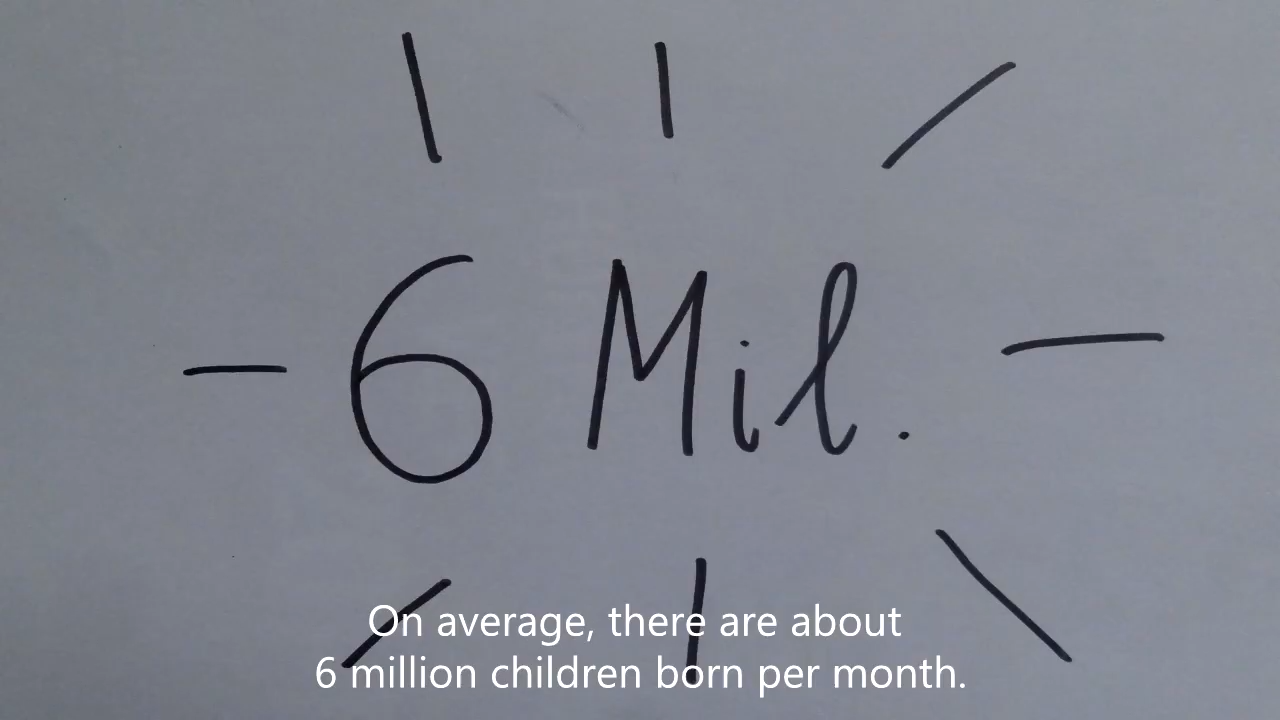 6 Mil.
On average, there are about
6 million children born per month.